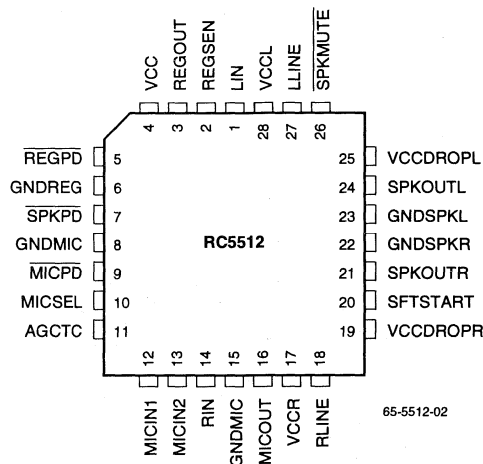 VCC
REGOUT
REGSEN
LIN
VCCL
LLINE
SPKMUTE
4 3 2 1 28 27 26
REGPD 5
GNDREG 6
SPKPD 7
GNDMIC 8
MICPD 9
MICSEL 10
AGCTC 11
RC5512
25 VCCDROPL
24 SPKOUTL
23 GNDSPKL
22 GNDSPKR
21 SPKOUTR
20 SFTSTART
19 VCCDROPR
12 13 14 15 16 17 18
MICIN1
MICIN2
RIN
GNDMIC
MICOUT
VCCR
RLINE
65-5512-02